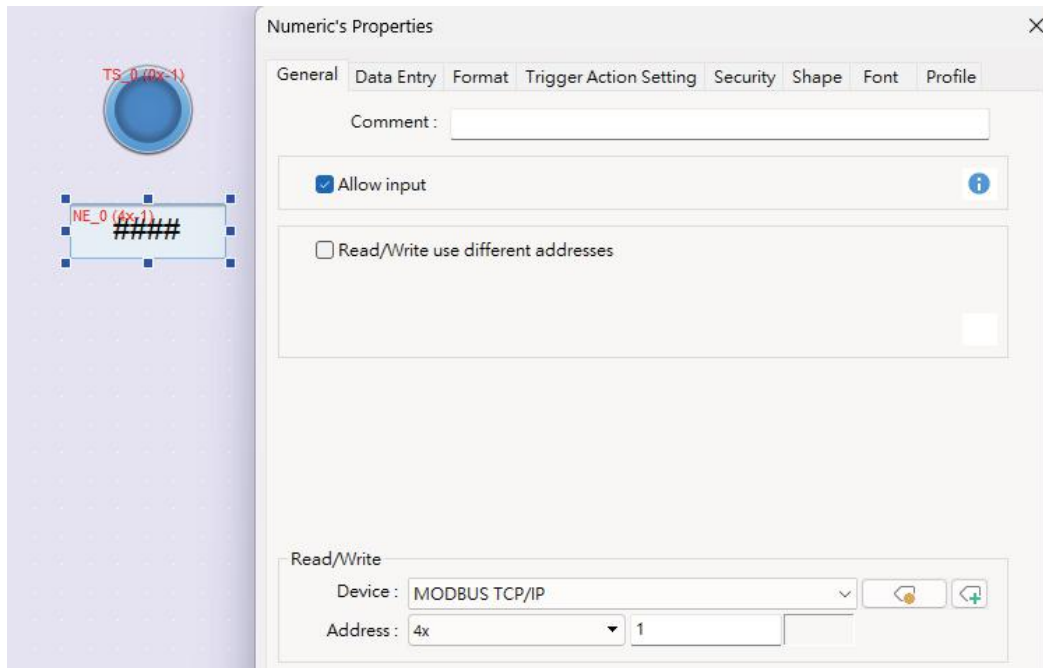 Numeric's Properties
General Data Entry Format Trigger Action Setting Security Shape Font Profile
TS_0 (0x-1)
Comment :
Allow input
NE_0 (4x-1)
####
Read/Write use different addresses
Read/Write
Device : MODBUS TCP/IP
Address : 4x 1